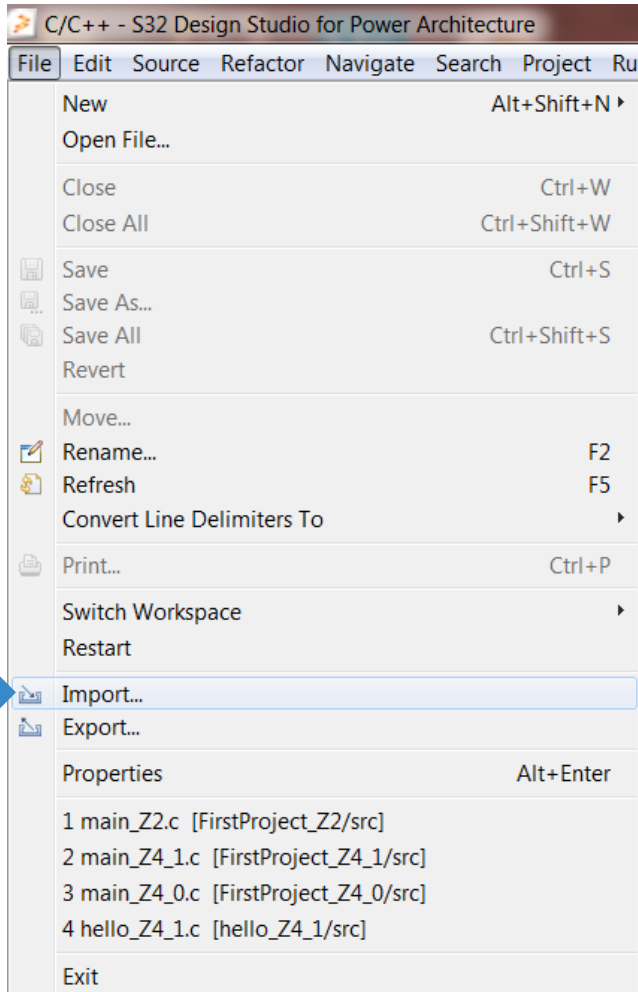 C/C++ - S32 Design Studio for Power Architecture
File Edit Source Refactor Navigate Search Project Ru
New Alt+Shift+N
Open File...
Close Ctrl+W
Close All Ctrl+Shift+W
Save Ctrl+S
Save As...
Save All Ctrl+Shift+S
Revert
Move...
Rename... F2
Refresh F5
Convert Line Delimiters To
Print... Ctrl+P
Switch Workspace
Restart
Import...
Export...
Properties Alt+Enter
1 main_Z2.c [FirstProject_Z2/src]
2 main_Z4_1.c [FirstProject_Z4_1/src]
3 main_Z4_0.c [FirstProject_Z4_0/src]
4 hello_Z4_1.c [hello_Z4_1/src]
Exit